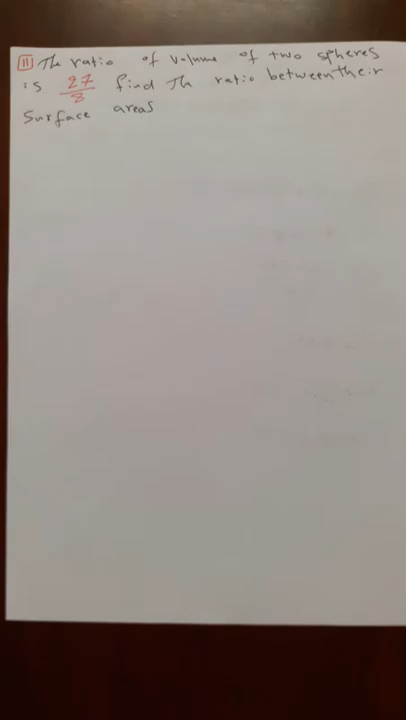 11 The ratio of volume of two spheres
is 27/8 find The ratio between their
Surface areas